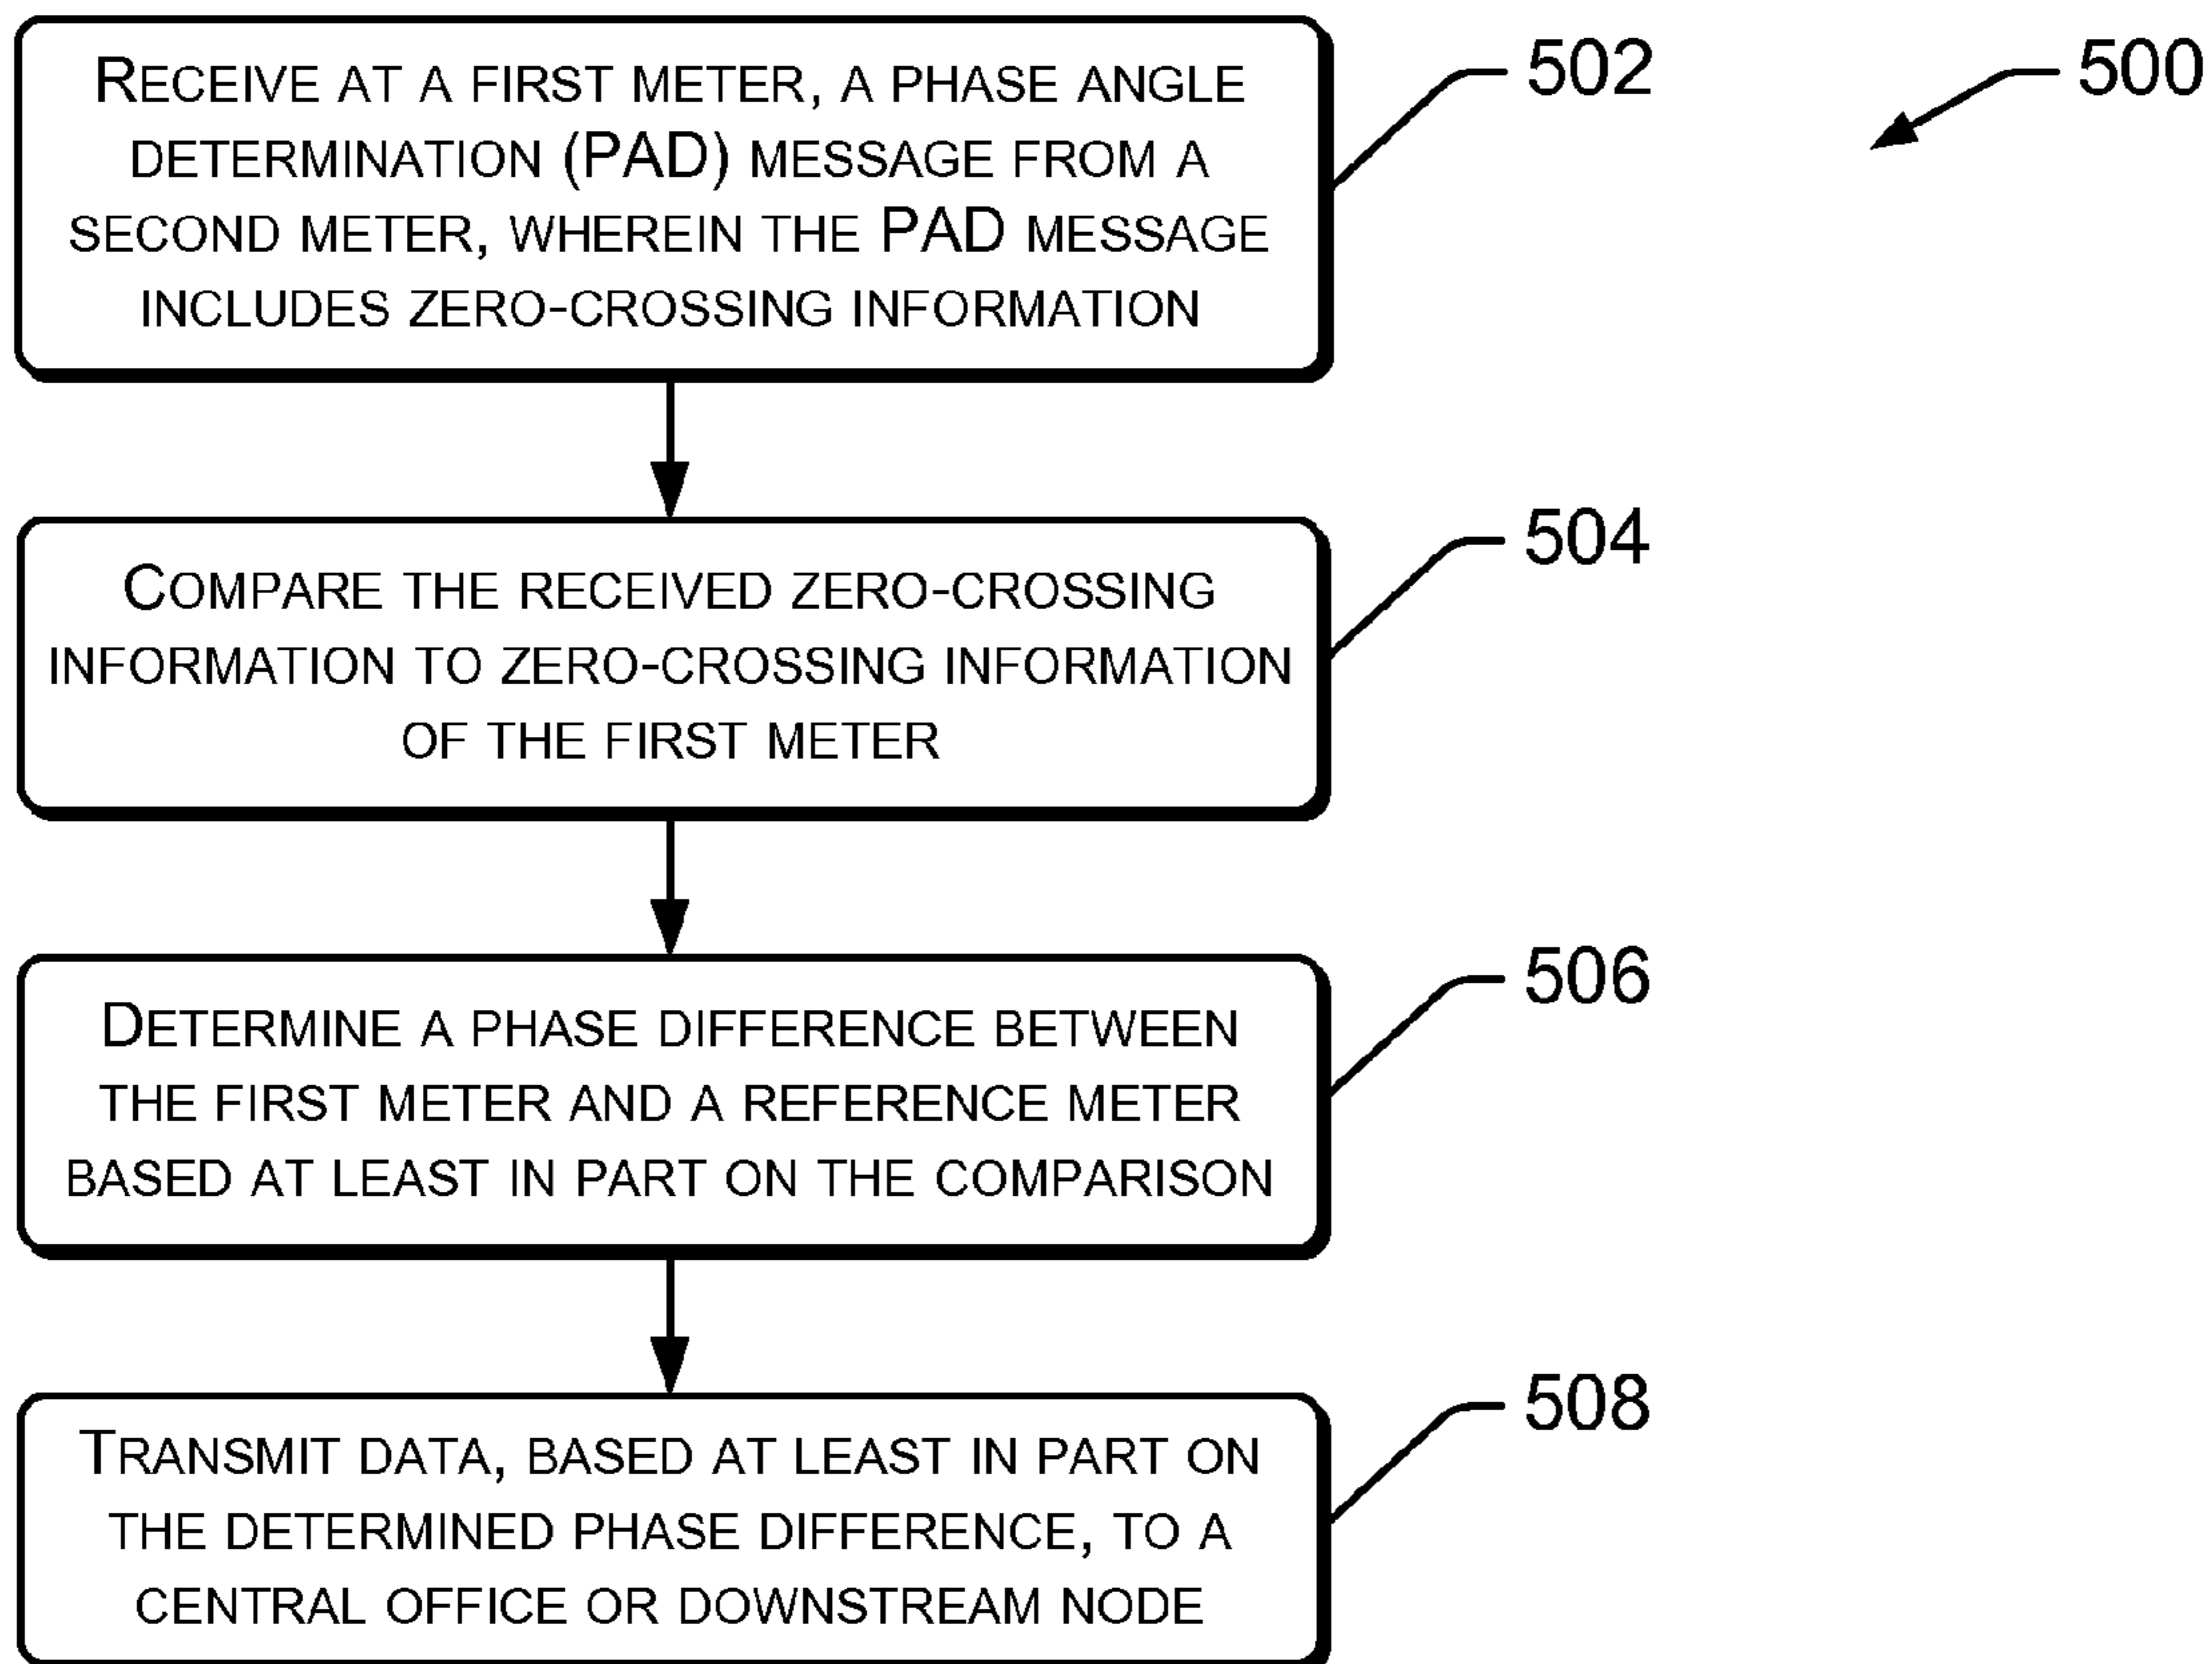 RECEIVE AT A FIRST METER, A PHASE ANGLE
DETERMINATION (PAD) MESSAGE FROM A
SECOND METER, WHEREIN THE PAD MESSAGE
INCLUDES ZERO-CROSSING INFORMATION
502
500
COMPARE THE RECEIVED ZERO-CROSSING
INFORMATION TO ZERO-CROSSING INFORMATION
OF THE FIRST METER
504
DETERMINE A PHASE DIFFERENCE BETWEEN
THE FIRST METER AND A REFERENCE METER
BASED AT LEAST IN PART ON THE COMPARISON
506
TRANSMIT DATA, BASED AT LEAST IN PART ON
THE DETERMINED PHASE DIFFERENCE, TO A
CENTRAL OFFICE OR DOWNSTREAM NODE
508